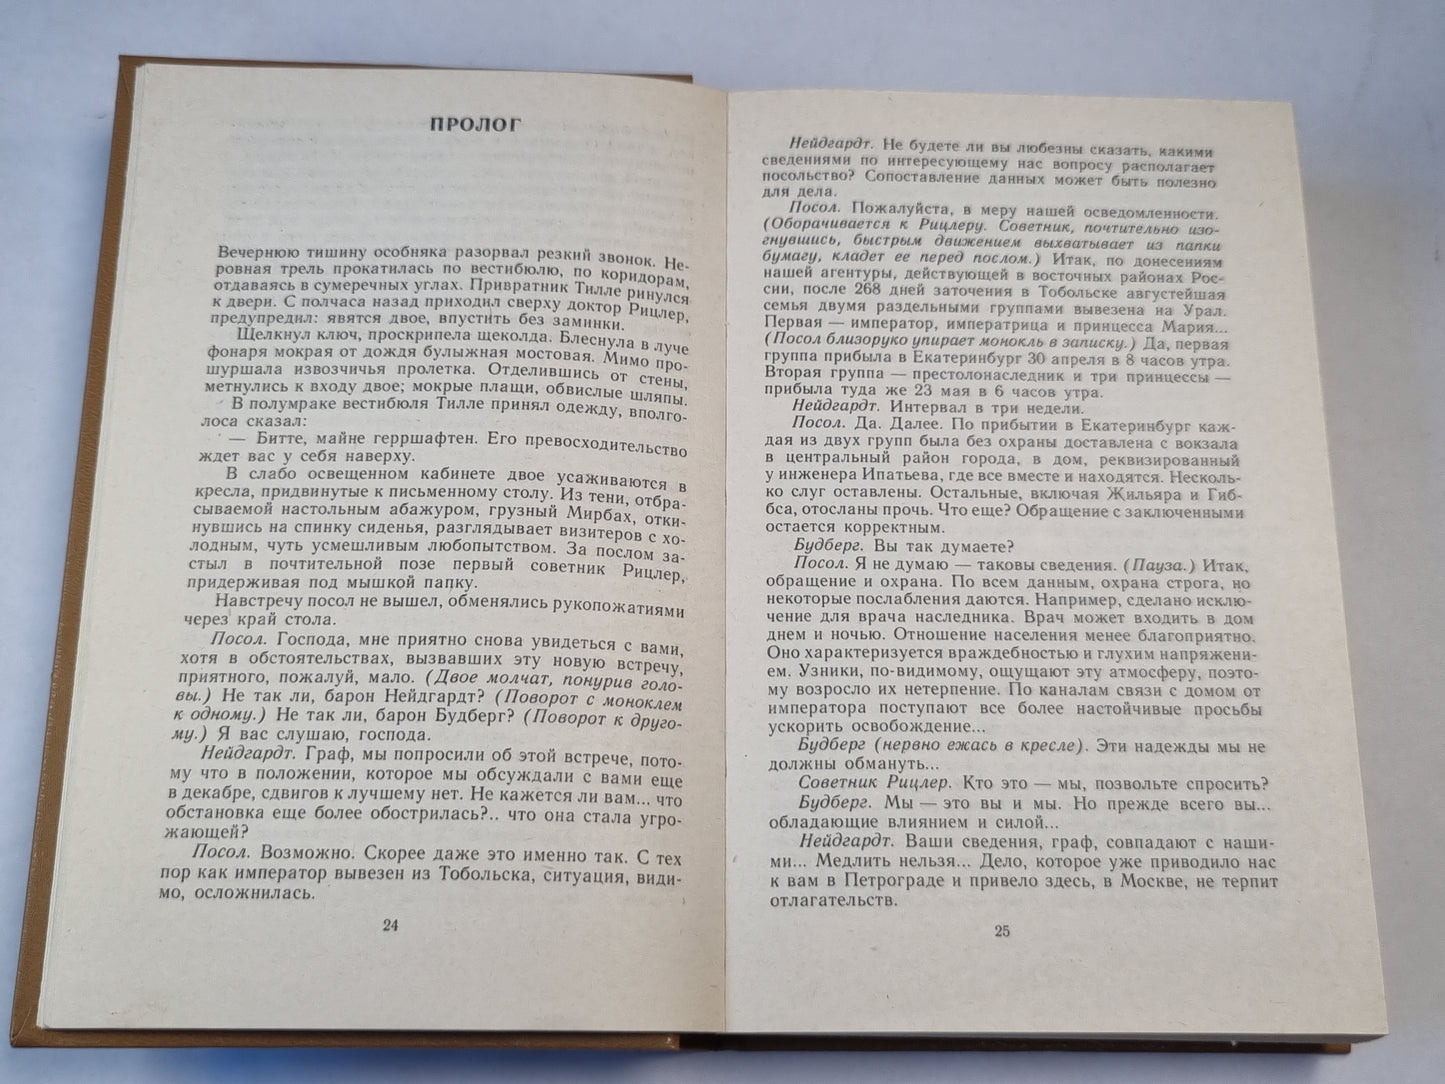 ПРОЛОГ
Вечернюю тишину особняка разорвал резкий звонок. Не-
ровная трель прокатилась по вестибюлю, по коридорам,
отдаваясь в сумеречных углах. Привратник Тилле ринулся
к двери. С полчаса назад приходил сверху доктор Рицлер,
предупредил: явятся двое, впустить без заминки.
Щелкнул ключ, проскрипела щеколда. Блеснула в луче
фонаря мокрая от дождя булыжная мостовая. Мимо про-
шуршала извозчичья пролетка. Отделившись от стены,
метнулись к входу двое; мокрые плащи, обвислые шляпы.
В полумраке вестибюля Тилле принял одежду, вполго-
лоса сказал:
— Битте, майне герршафтен. Его превосходительство
ждет вас у себя наверху.
В слабо освещенном кабинете двое усаживаются в
кресла, придвинутые к письменному столу. Из тени, отбра-
сываемой настольным абажуром, грузный Мирбах, отки-
нувшись на спинку сиденья, разглядывает визитеров с хо-
лодным, чуть усмешливым любопытством. За послом за-
стыл в почтительной позе первый советник Рицлер,
придерживая под мышкой папку.
Навстречу посол не вышел, обменялись рукопожатиями
через край стола.
Посол. Господа, мне приятно снова увидеться с вами,
хотя в обстоятельствах, вызвавших эту новую встречу,
приятного, пожалуй, мало. (Двое молчат, понурив голо-
вы.) Не так ли, барон Нейдгардт? (Поворот с моноклем
к одному.) Не так ли, барон Будберг? (Поворот к друго-
му.) Я вас слушаю, господа.
Нейдгардт. Граф, мы попросили об этой встрече, пото-
му что в положении, которое мы обсуждали с вами еще
в декабре, сдвигов к лучшему нет. Не кажется ли вам... что
обстановка еще более обострилась?.. что она стала угро-
жающей?
Посол. Возможно. Скорее даже это именно так. С тех
пор как император вывезен из Тобольска, ситуация, види-
мо, осложнилась.
24
Нейдгардт. Не будете ли вы любезны сказать, какими
сведениями по интересующему нас вопросу располагает
посольство? Сопоставление данных может быть полезно
для дела.
Посол. Пожалуйста, в меру нашей осведомленности.
(Оборачивается к Рицлеру. Советник, почтительно изо-
гнувшись, быстрым движением выхватывает из папки
бумагу, кладет ее перед послом.) Итак, по донесениям
нашей агентуры, действующей в восточных районах Рос-
сии, после 268 дней заточения в Тобольске августейшая
семья двумя раздельными группами вывезена на Урал.
Первая — император, императрица и принцесса Мария...
(Посол близоруко упирает монокль в записку.) Да, первая
группа прибыла в Екатеринбург 30 апреля в 8 часов утра.
Вторая группа — престолонаследник и три принцессы —
прибыла туда же 23 мая в 6 часов утра.
Нейдгардт. Интервал в три недели.
Посол. Да. Далее. По прибытии в Екатеринбург каж-
дая из двух групп была без охраны доставлена с вокзала
в центральный район города, в дом, реквизированный
у инженера Ипатьева, где все вместе и находятся. Несколь-
ко слуг оставлены. Остальные, включая Жильяра и Гиб-
бса, отосланы прочь. Что еще? Обращение с заключенными
остается корректным.
Будберг. Вы так думаете?
Посол. Я не думаю — таковы сведения. (Пауза.) Итак,
обращение и охрана. По всем данным, охрана строга, но
некоторые послабления даются. Например, сделано исклю-
чение для врача наследника. Врач может входить в дом
днем и ночью. Отношение населения менее благоприятно.
Оно характеризуется враждебностью и глухим напряжени-
ем. Узники, по-видимому, ощущают эту атмосферу, поэто-
му возросло их нетерпение. По каналам связи с домом от
императора поступают все более настойчивые просьбы
ускорить освобождение...
Будберг (нервно ежась в кресле). Эти надежды мы не
должны обмануть...
Советник Рицлер. Кто это — мы, позвольте спросить?
Будберг. Мы — это вы и мы. Но прежде всего вы...
обладающие влиянием и силой...
Нейдгардт. Ваши сведения, граф, совпадают с наши-
ми... Медлить нельзя... Дело, которое уже приводило нас
к вам в Петрограде и привело здесь, в Москве, не терпит
отлагательств.
25